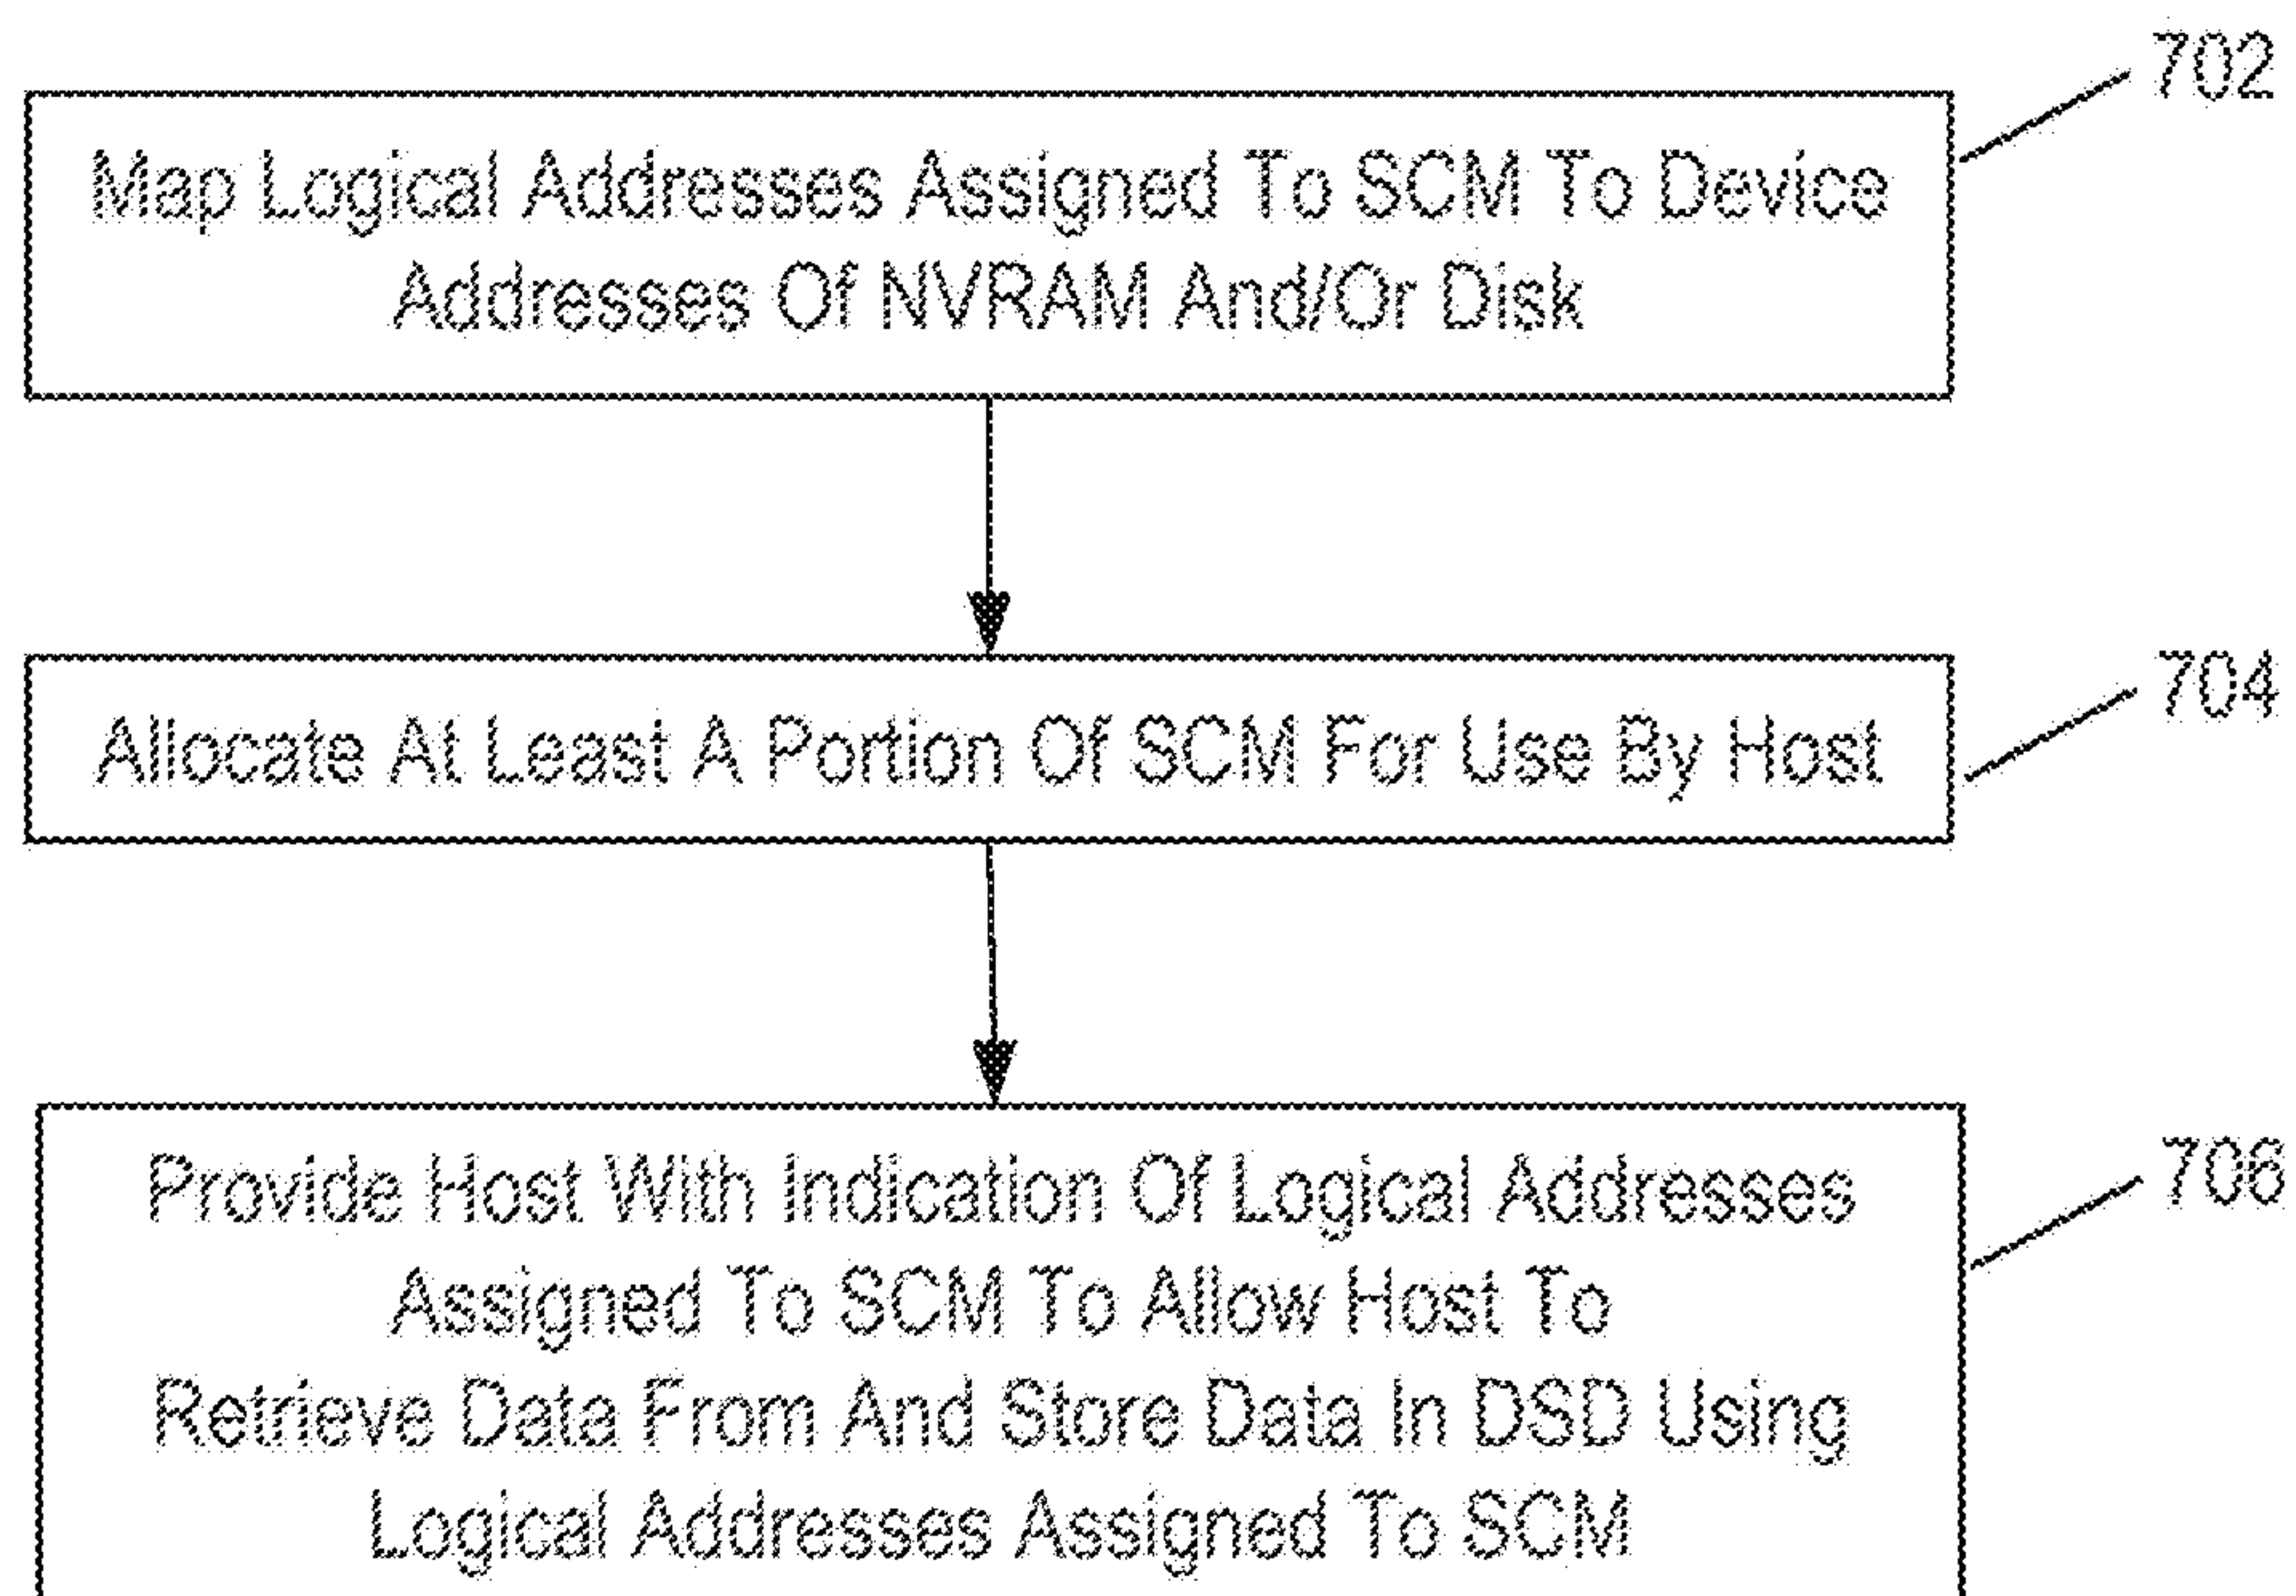 702
Map Logical Addresses Assigned To SCM To Device
Addresses Of NVRAM And/Or Disk
704
Allocate At Least A Portion Of SCM For Use By Host
706
Provide Host With Indication Of Logical Addresses
Assigned To SCM To Allow Host To
Retrieve Data From And Store Data In DSD Using
Logical Addresses Assigned To SCM